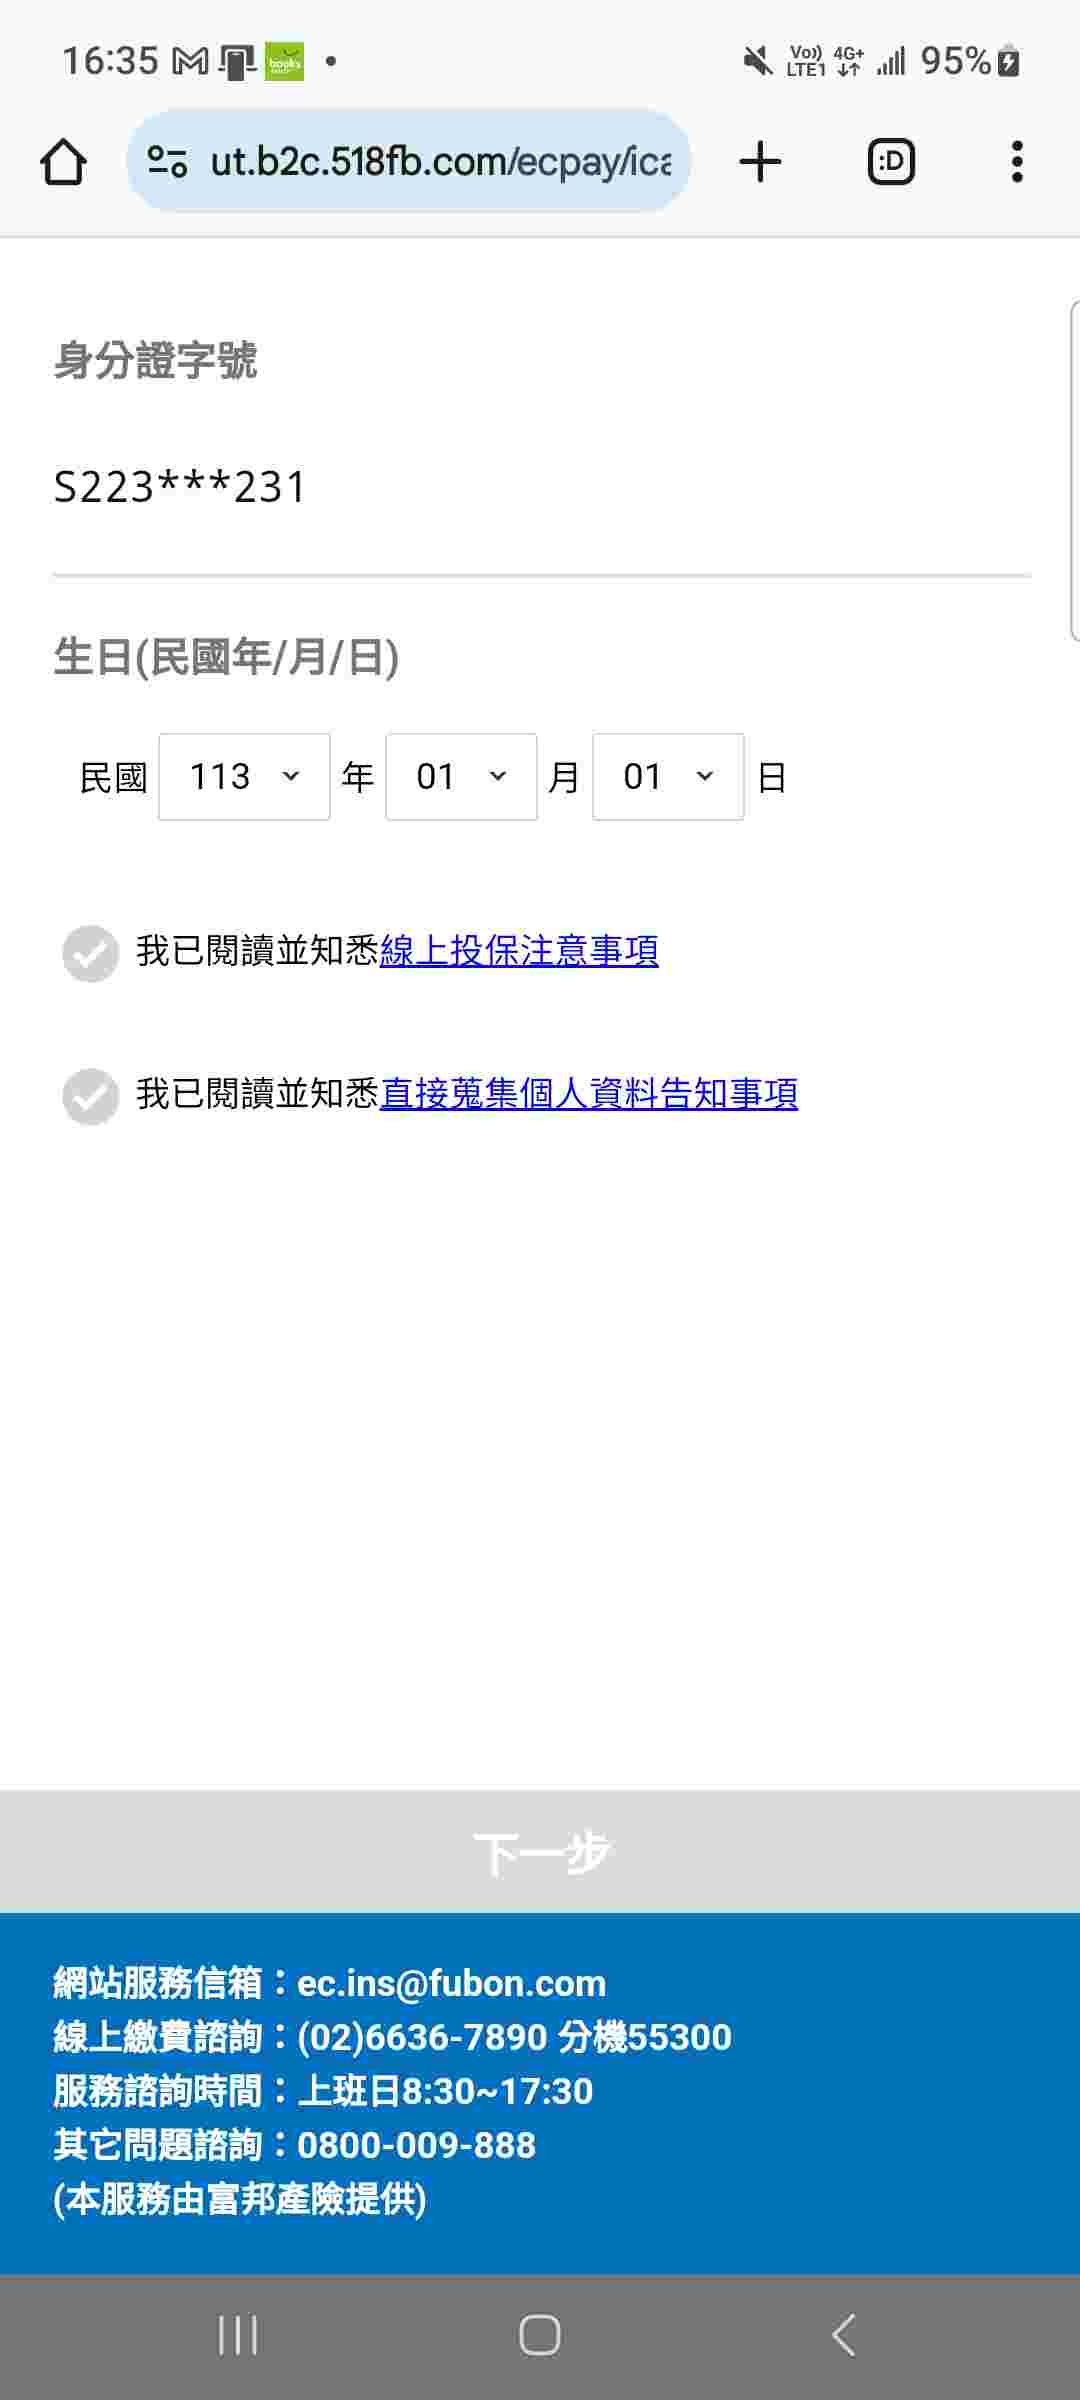 16:35 books
Vo)) LTE1 4G+ 95%
ut.b2c.518fb.com/ecpay/ica
:D
身分證字號
S223***231
生日(民國年/月/日)
民國 113 年 01 月 01 日
我已閱讀並知悉線上投保注意事項
我已閱讀並知悉直接蒐集個人資料告知事項
下一步
網站服務信箱：ec.ins@fubon.com
線上繳費諮詢：(02)6636-7890 分機55300
服務諮詢時間：上班日8:30~17:30
其它問題諮詢：0800-009-888
(本服務由富邦產險提供)